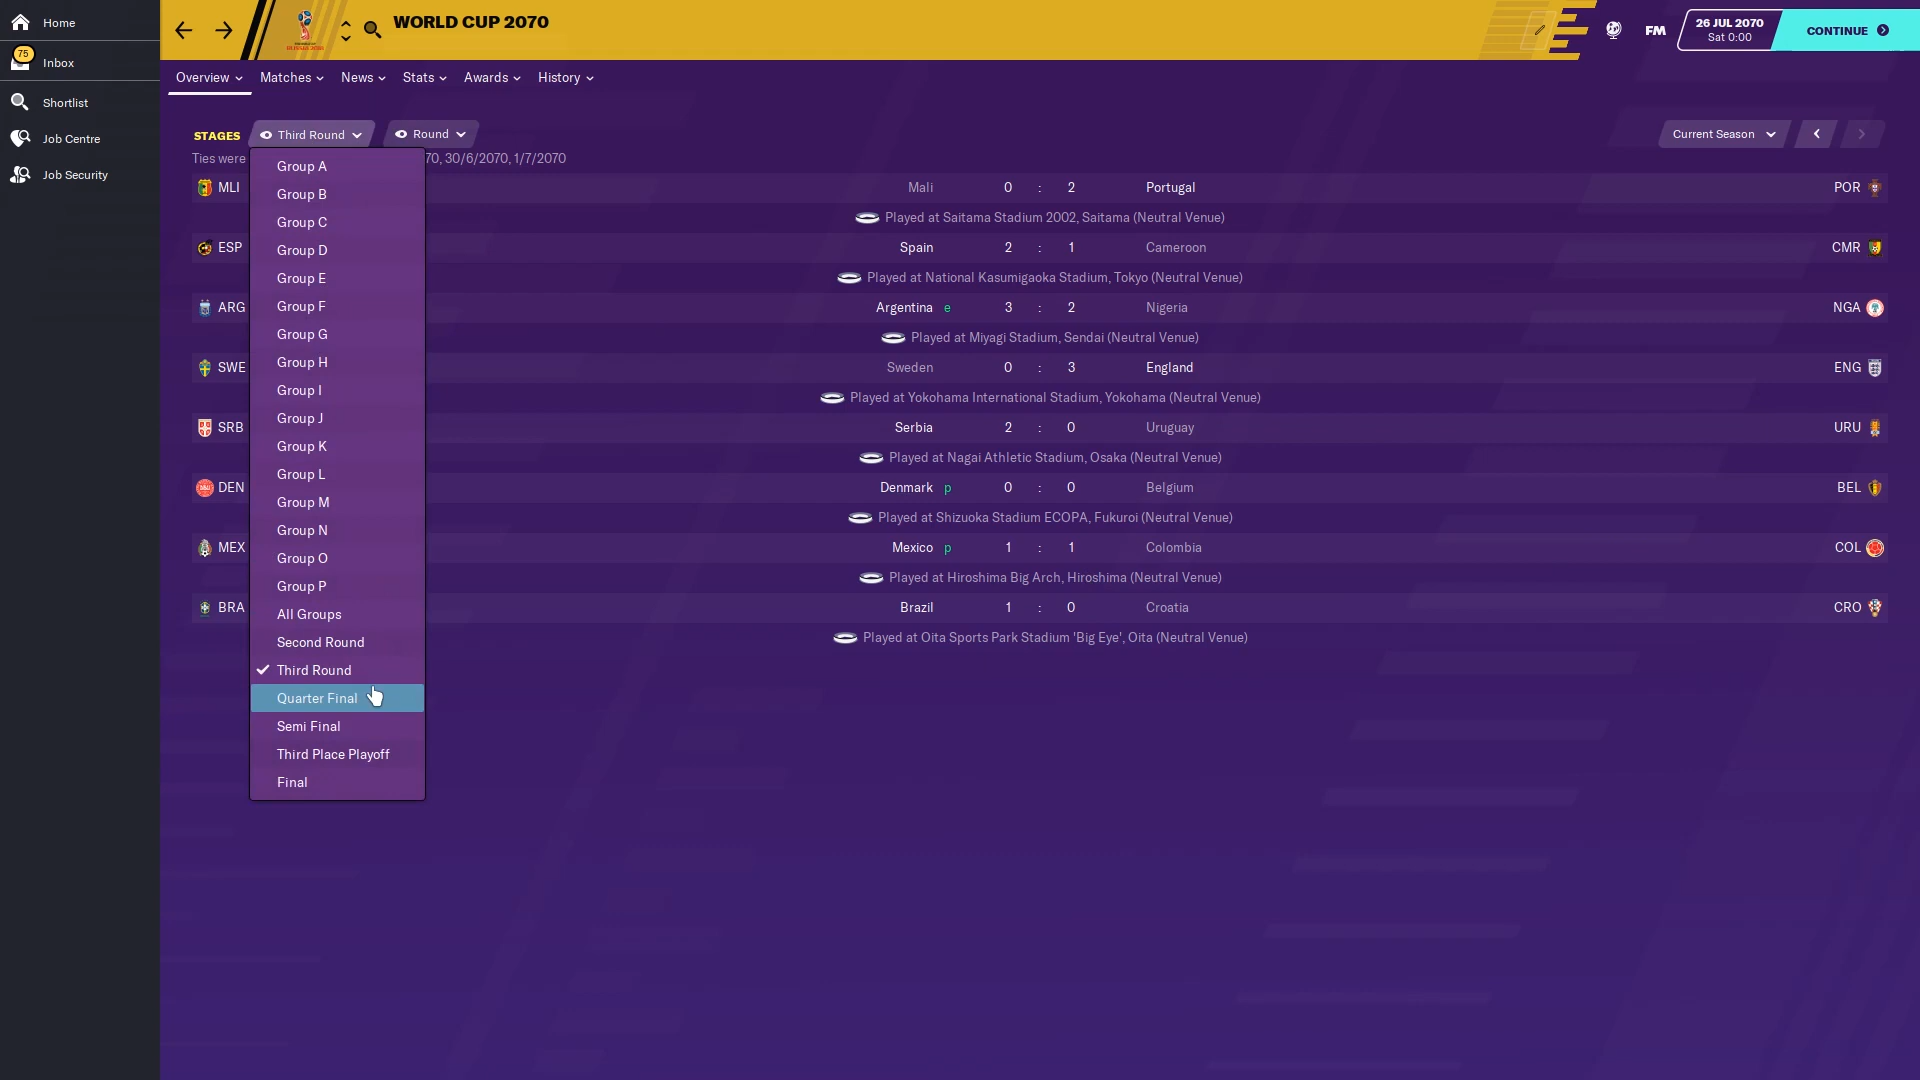 Home
75
Inbox
Shortlist
Job Centre
Job Security
WORLD CUP 2070
FM
26 JUL 2070
Sat 0:00
CONTINUE
Overview Matches News Stats Awards History
STAGES Third Round Round
Current Season
Ties were 70, 30/6/2070, 1/7/2070
Group A
Group B
Group C
Group D
Group E
Group F
Group G
Group H
Group I
Group J
Group K
Group L
Group M
Group N
Group O
Group P
All Groups
Second Round
Third Round
Quarter Final
Semi Final
Third Place Playoff
Final
MLI Mali 0 : 2 Portugal POR
Played at Saitama Stadium 2002, Saitama (Neutral Venue)
ESP Spain 2 : 1 Cameroon CMR
Played at National Kasumigaoka Stadium, Tokyo (Neutral Venue)
ARG Argentina e 3 : 2 Nigeria NGA
Played at Miyagi Stadium, Sendai (Neutral Venue)
SWE Sweden 0 : 3 England ENG
Played at Yokohama International Stadium, Yokohama (Neutral Venue)
SRB Serbia 2 : 0 Uruguay URU
Played at Nagai Athletic Stadium, Osaka (Neutral Venue)
DEN Denmark p 0 : 0 Belgium BEL
Played at Shizuoka Stadium ECOPA, Fukuroi (Neutral Venue)
MEX Mexico p 1 : 1 Colombia COL
Played at Hiroshima Big Arch, Hiroshima (Neutral Venue)
BRA Brazil 1 : 0 Croatia CRO
Played at Oita Sports Park Stadium 'Big Eye', Oita (Neutral Venue)